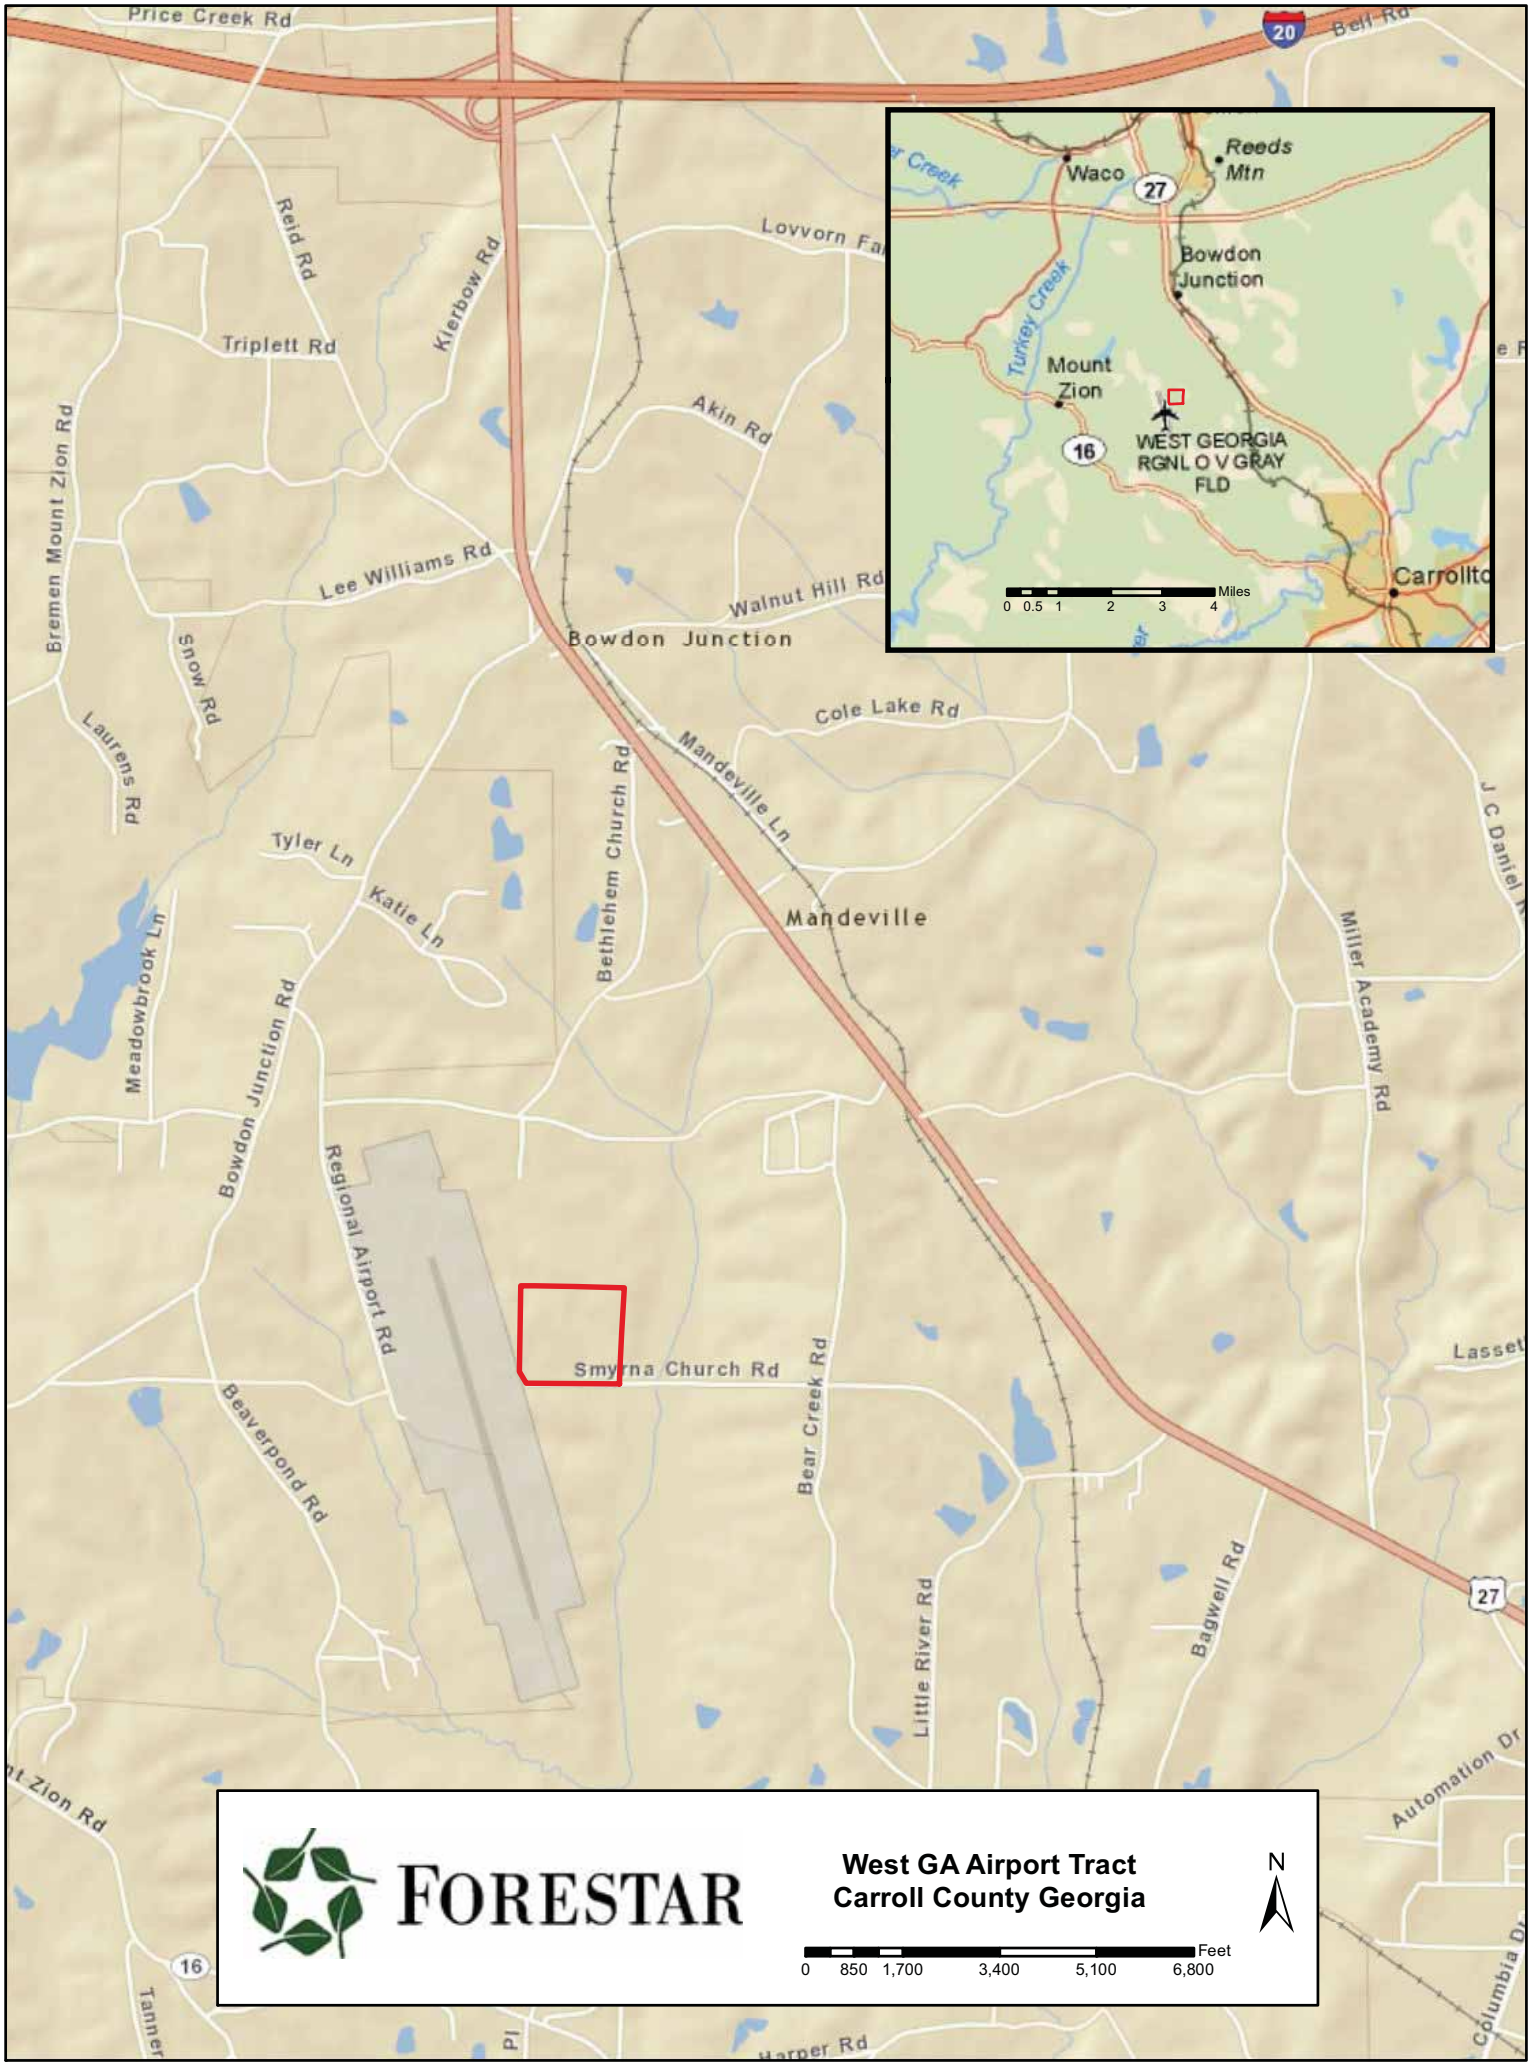 Price Creek Rd
20
Bell Rd
Reid Rd
Kierbow Rd
Lovvorn Fa
Triplett Rd
Akin Rd
Bremen Mount Zion Rd
Lee Williams Rd
Walnut Hill Rd
Bowdon Junction
Snow Rd
Laurens Rd
Cole Lake Rd
Mandeville Ln
Bethlehem Church Rd
J C Daniel R
Tyler Ln
Katie Ln
Mandeville
Meadowbrook Ln
Miller Academy Rd
Bowdon Junction Rd
Regional Airport Rd
Smyrna Church Rd
Bear Creek Rd
Lasset
Beaverpond Rd
Little River Rd
Bagwell Rd
27
nt Zion Rd
Automation Dr
16
Tanner
Pl
Harper Rd
Columbia Dr
e R
er Creek
Waco
Reeds
Mtn
27
Bowdon
Junction
Turkey Creek
Mount
Zion
16
WEST GEORGIA
RGNL O V GRAY
FLD
Carrollto
0 0.5 1 2 3 4 Miles
ver
FORESTAR
West GA Airport Tract
Carroll County Georgia
N
Feet
0 850 1,700 3,400 5,100 6,800